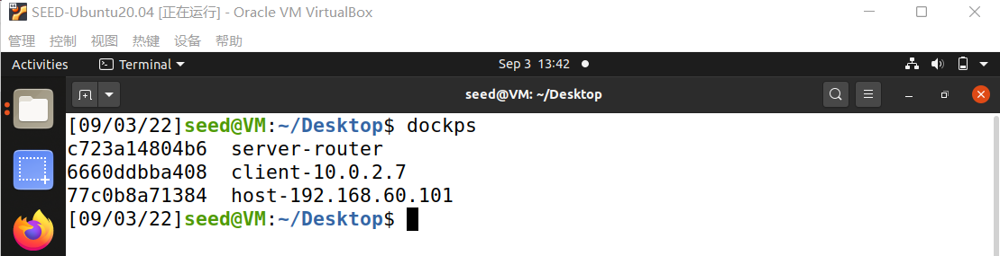 SEED-Ubuntu20.04 [正在运行] - Oracle VM VirtualBox
管理 控制 视图 热键 设备 帮助
Activities Terminal Sep 3 13:42
seed@VM: ~/Desktop
[09/03/22]seed@VM:~/Desktop$ dockps
c723a14804b6  server-router
6660ddbba408  client-10.0.2.7
77c0b8a71384  host-192.168.60.101
[09/03/22]seed@VM:~/Desktop$